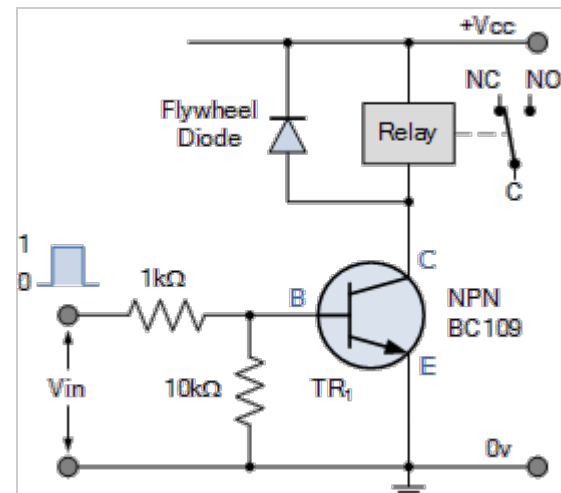 +Vcc
NC NO
Flywheel
Diode
Relay
C
1
0
1kΩ
B
C
NPN
BC109
E
Vin
10kΩ
TR1
0v